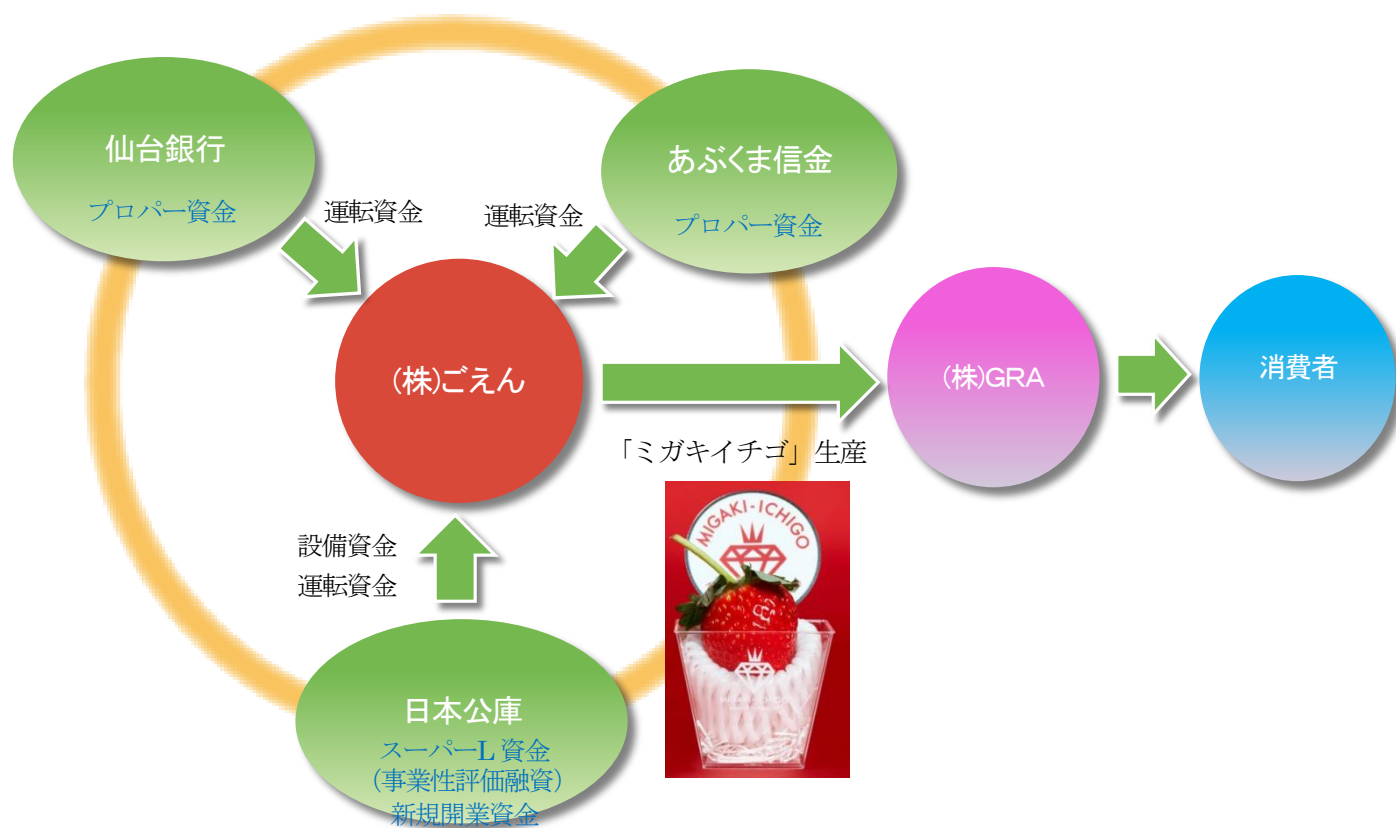 仙台銀行
プロパー資金
あぶくま信金
プロパー資金
運転資金
運転資金
(株)ごえん
(株)GRA
消費者
「ミガキイチゴ」生産
MIGAKI-ICHIGO
MIGAKI-ICHIGO
設備資金
運転資金
日本公庫
スーパーL 資金
(事業性評価融資)
新規開業資金